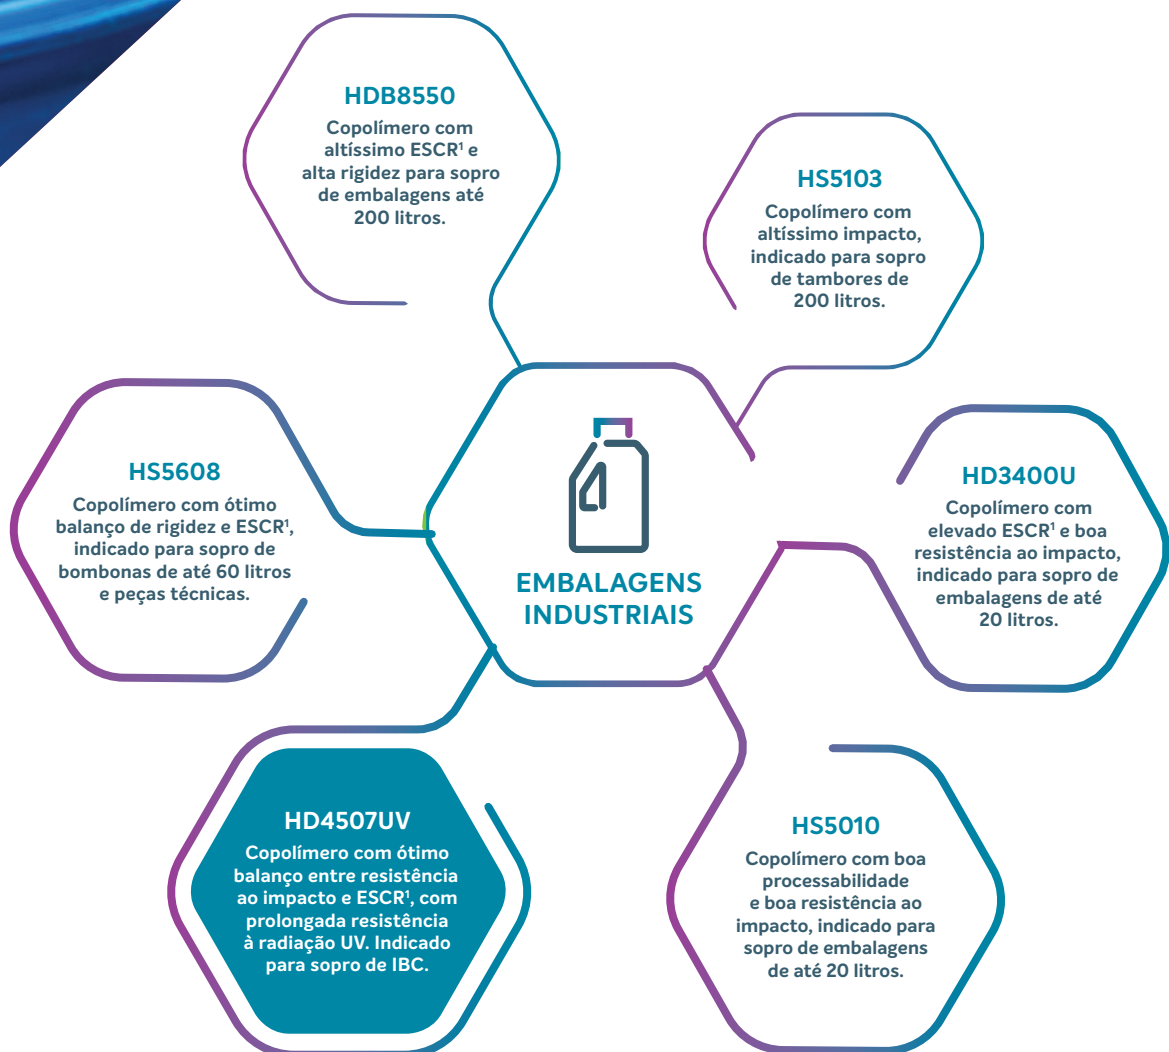 HDB8550
Copolímero com
altíssimo ESCR¹ e
alta rigidez para sopro
de embalagens até
200 litros.
HS5103
Copolímero com
altíssimo impacto,
indicado para sopro
de tambores de
200 litros.
HS5608
Copolímero com ótimo
balanço de rigidez e ESCR¹,
indicado para sopro de
bombonas de até 60 litros
e peças técnicas.
EMBALAGENS
INDUSTRIAIS
HD3400U
Copolímero com
elevado ESCR¹ e boa
resistência ao impacto,
indicado para sopro de
embalagens de até
20 litros.
HD4507UV
Copolímero com ótimo
balanço entre resistência
ao impacto e ESCR¹, com
prolongada resistência
à radiação UV. Indicado
para sopro de IBC.
HS5010
Copolímero com boa
processabilidade
e boa resistência ao
impacto, indicado para
sopro de embalagens
de até 20 litros.